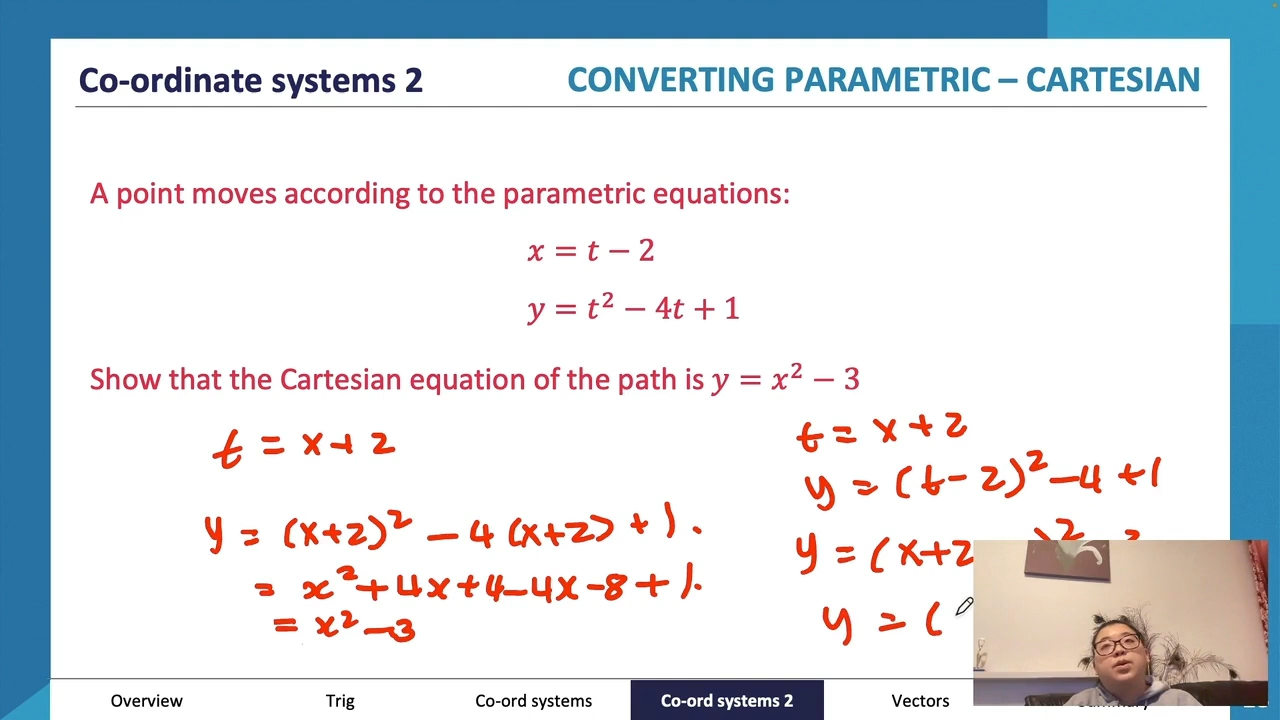 Co-ordinate systems 2
CONVERTING PARAMETRIC – CARTESIAN
A point moves according to the parametric equations:
x = t − 2
y = t² − 4t + 1
Show that the Cartesian equation of the path is y = x² − 3
t = x + 2
y = (x+2)² − 4(x+2) + 1.
= x² + 4x + 4 − 4x − 8 + 1.
= x² − 3
t = x + 2
y = (t − 2)² − 4 + 1
y = (x+2 )²
y = (
Overview
Trig
Co-ord systems
Co-ord systems 2
Vectors